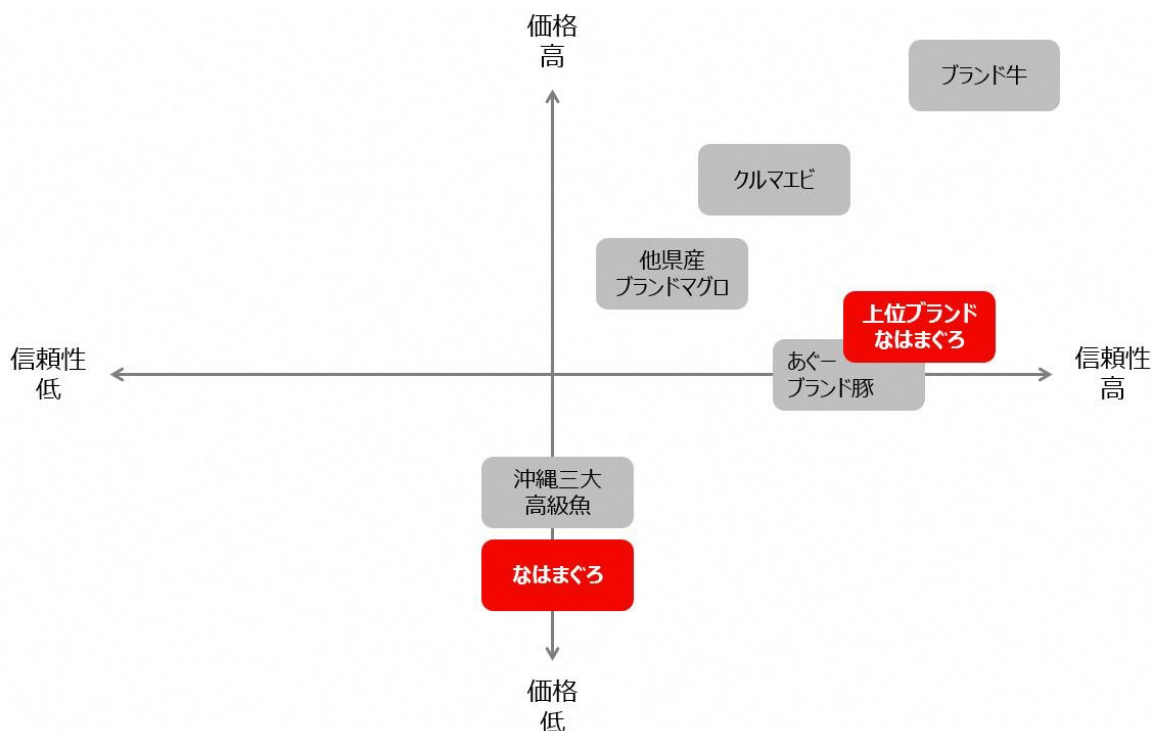 価格
高
ブランド牛
クルマエビ
他県産
ブランドマグロ
上位ブランド
なはまぐろ
信頼性
低
あぐー
ブランド豚
信頼性
高
沖縄三大
高級魚
なはまぐろ
価格
低